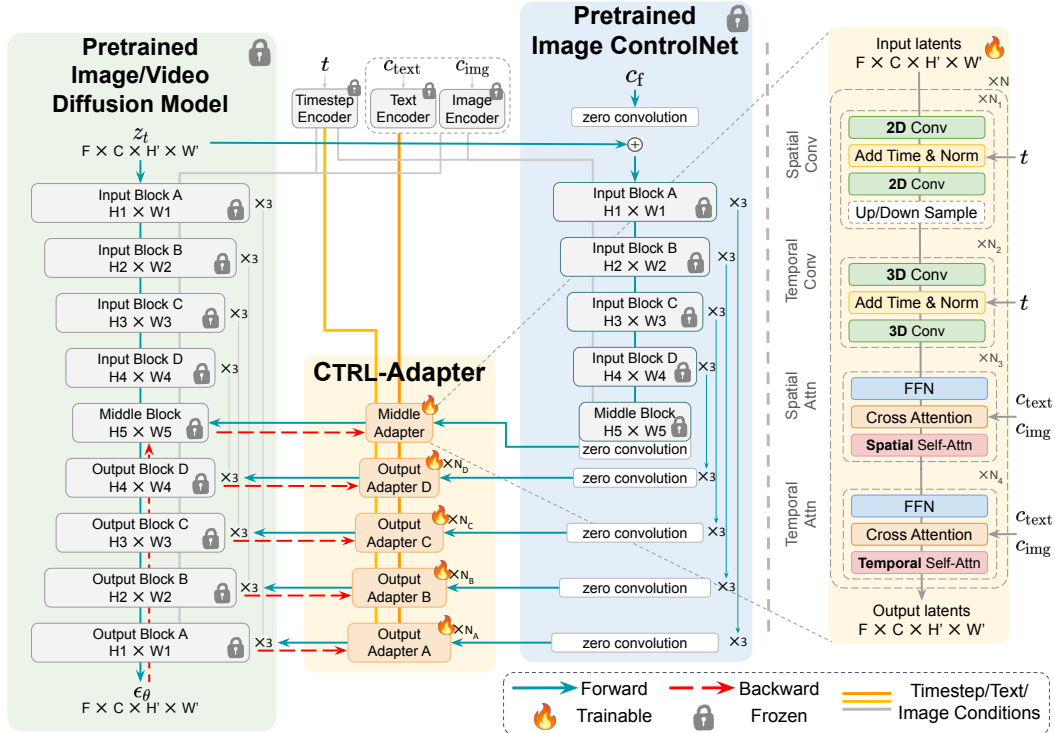 Pretrained
Image/Video
Diffusion Model
z_t
F × C × H' × W'
Input Block A
H1 × W1
×3
Input Block B
H2 × W2
×3
Input Block C
H3 × W3
×3
Input Block D
H4 × W4
×3
Middle Block
H5 × W5
Output Block D
H4 × W4
×3
Output Block C
H3 × W3
×3
Output Block B
H2 × W2
×3
Output Block A
H1 × W1
×3
ϵ_θ
F × C × H' × W'
t
Timestep
Encoder
c_text
Text
Encoder
c_img
Image
Encoder
CTRL-Adapter
Middle
Adapter
Output
Adapter D
×N_D
Output
Adapter C
×N_C
Output
Adapter B
×N_B
Output
Adapter A
×N_A
Pretrained
Image ControlNet
c_f
zero convolution
+
Input Block A
H1 × W1
×3
Input Block B
H2 × W2
×3
Input Block C
H3 × W3
×3
Input Block D
H4 × W4
×3
Middle Block
H5 × W5
zero convolution
zero convolution
×3
zero convolution
×3
zero convolution
×3
zero convolution
×3
Input latents
F × C × H' × W'
×N
×N_1
Spatial
Conv
2D Conv
Add Time & Norm
t
2D Conv
Up/Down Sample
×N_2
Temporal
Conv
3D Conv
Add Time & Norm
t
3D Conv
×N_3
Spatial
Attn
FFN
Cross Attention
c_text
c_img
Spatial Self-Attn
×N_4
Temporal
Attn
FFN
Cross Attention
c_text
c_img
Temporal Self-Attn
Output latents
F × C × H' × W'
Forward
Backward
Timestep/Text/
Image Conditions
Trainable
Frozen